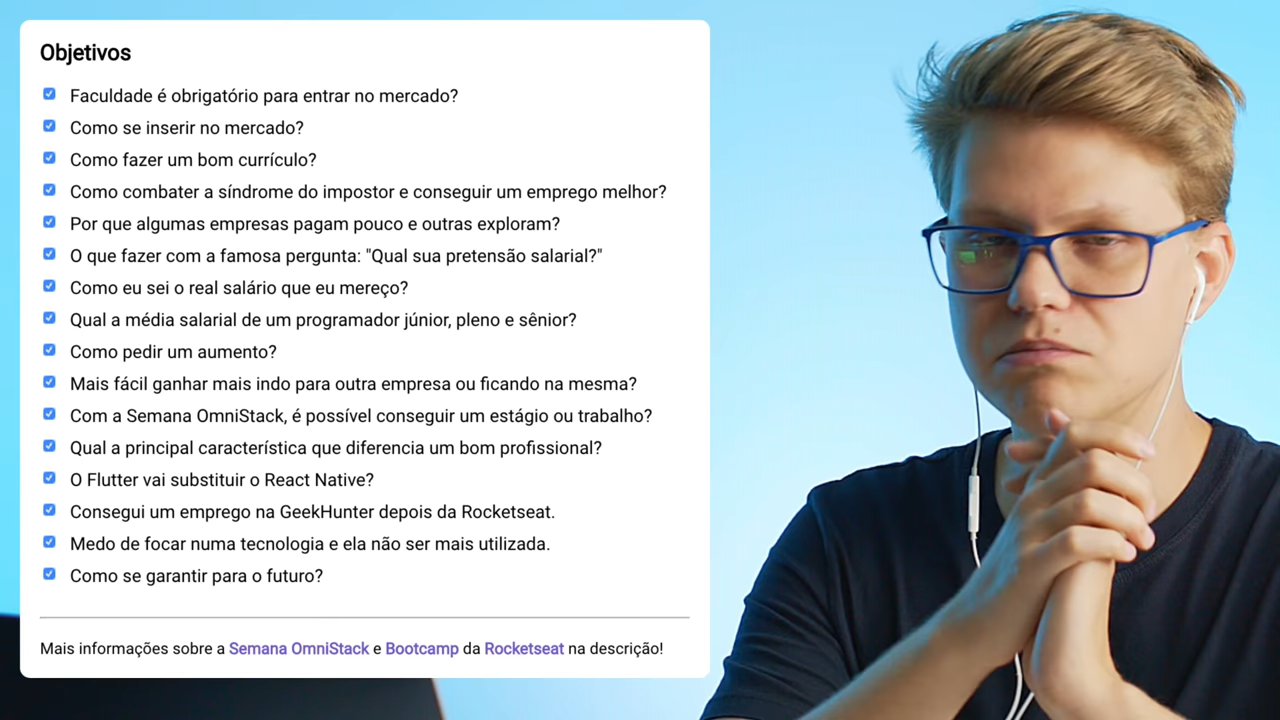 Objetivos
Faculdade é obrigatório para entrar no mercado?
Como se inserir no mercado?
Como fazer um bom currículo?
Como combater a síndrome do impostor e conseguir um emprego melhor?
Por que algumas empresas pagam pouco e outras exploram?
O que fazer com a famosa pergunta: "Qual sua pretensão salarial?"
Como eu sei o real salário que eu mereço?
Qual a média salarial de um programador júnior, pleno e sênior?
Como pedir um aumento?
Mais fácil ganhar mais indo para outra empresa ou ficando na mesma?
Com a Semana OmniStack, é possível conseguir um estágio ou trabalho?
Qual a principal característica que diferencia um bom profissional?
O Flutter vai substituir o React Native?
Consegui um emprego na GeekHunter depois da Rocketseat.
Medo de focar numa tecnologia e ela não ser mais utilizada.
Como se garantir para o futuro?
Mais informações sobre a Semana OmniStack e Bootcamp da Rocketseat na descrição!